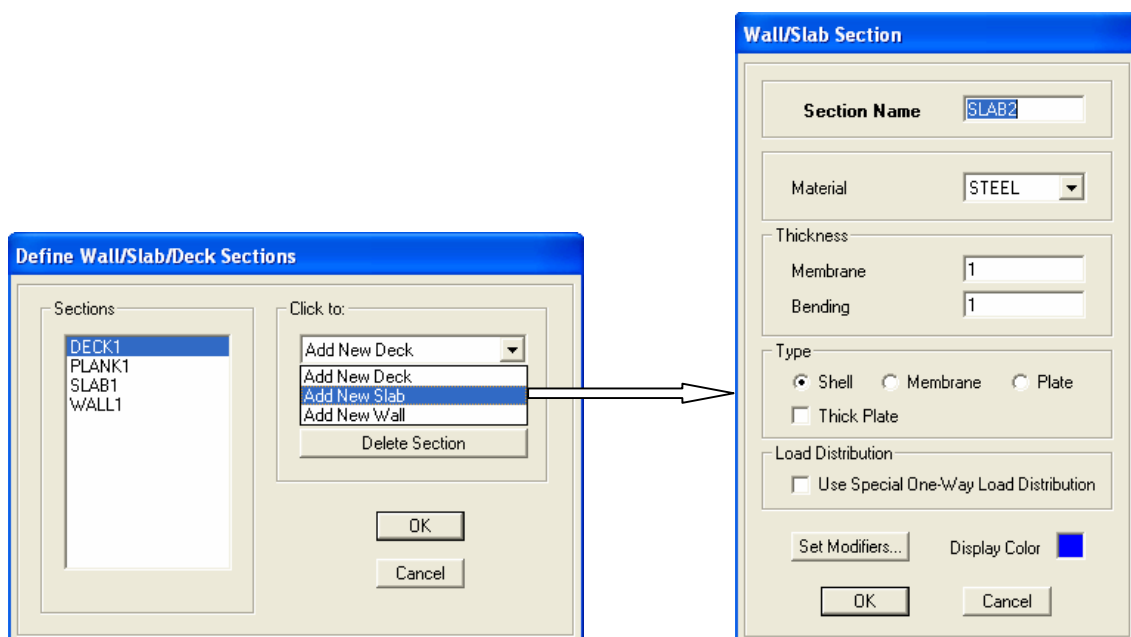 Define Wall/Slab/Deck Sections
Sections
DECK1
PLANK1
SLAB1
WALL1
Click to:
Add New Deck
Add New Deck
Add New Slab
Add New Wall
Delete Section
OK
Cancel
Wall/Slab Section
Section Name SLAB2
Material STEEL
Thickness
Membrane 1
Bending 1
Type
Shell Membrane Plate
Thick Plate
Load Distribution
Use Special One-Way Load Distribution
Set Modifiers... Display Color
OK Cancel